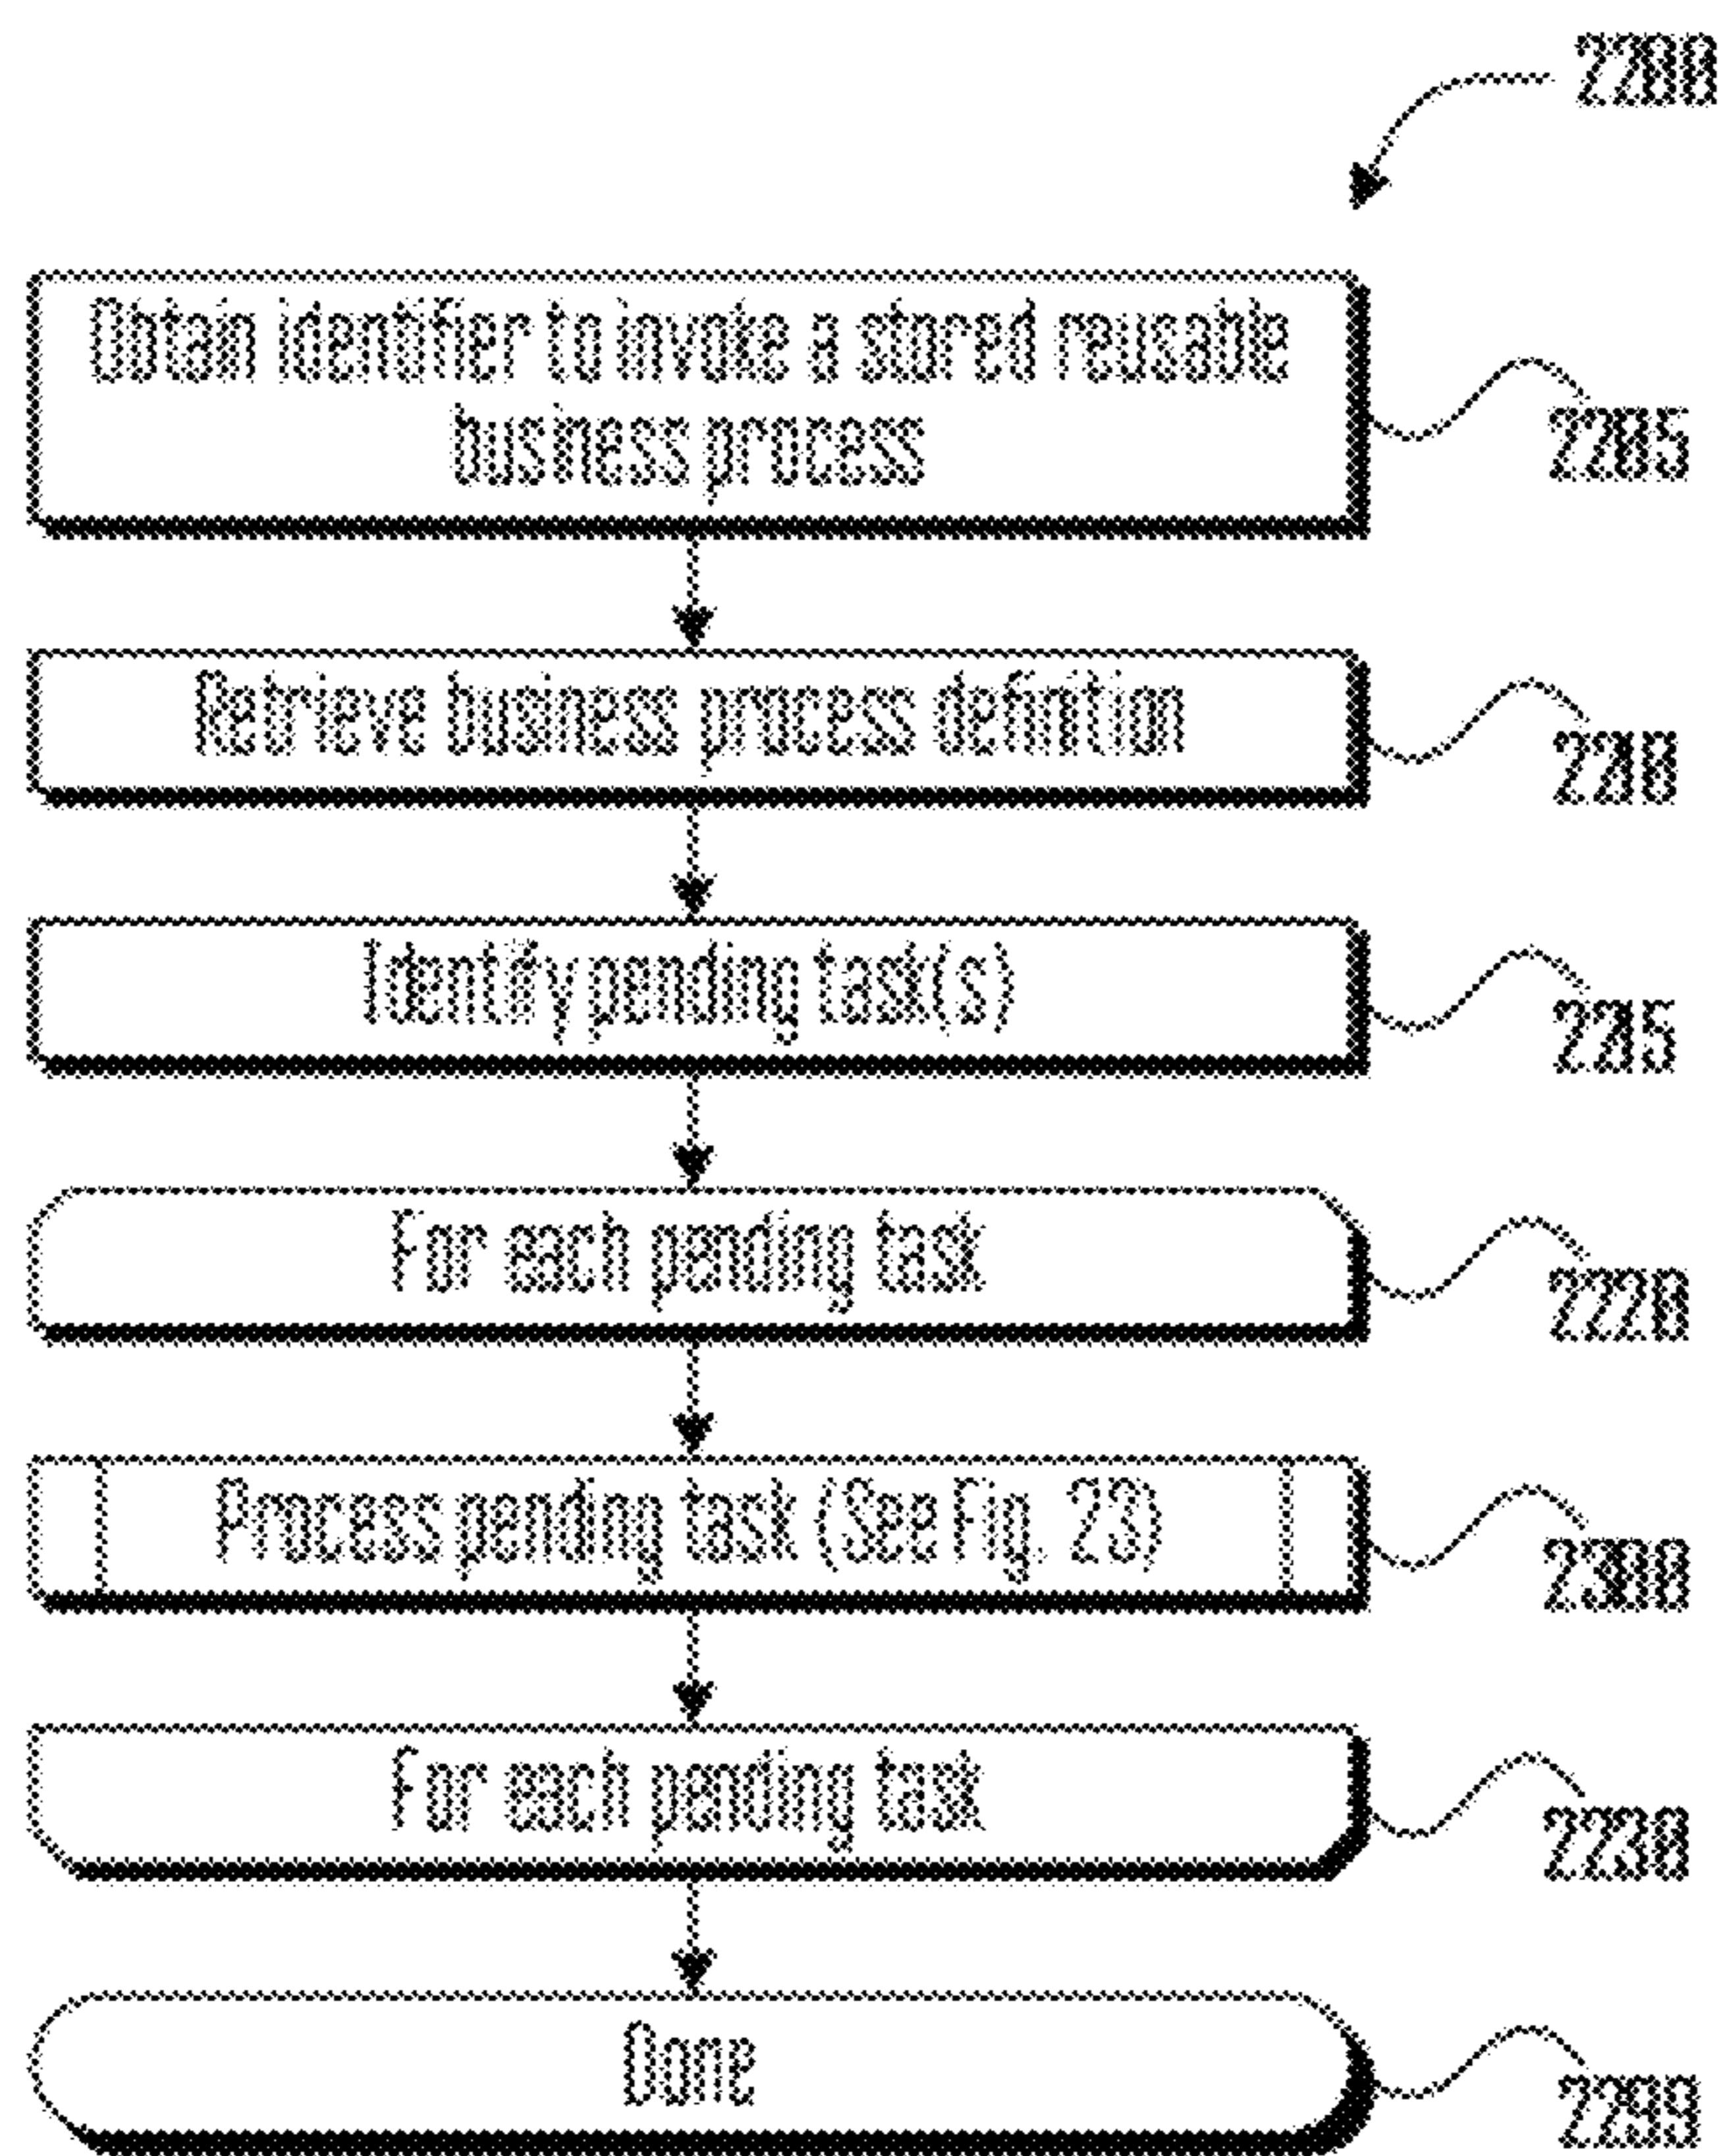 2200
Obtain identifier to invoke a stored reusable
business process
2205
Retrieve business process definition
2210
Identify pending task(s)
2215
For each pending task
2220
Process pending task (See Fig. 23)
2300
For each pending task
2230
Done
2299